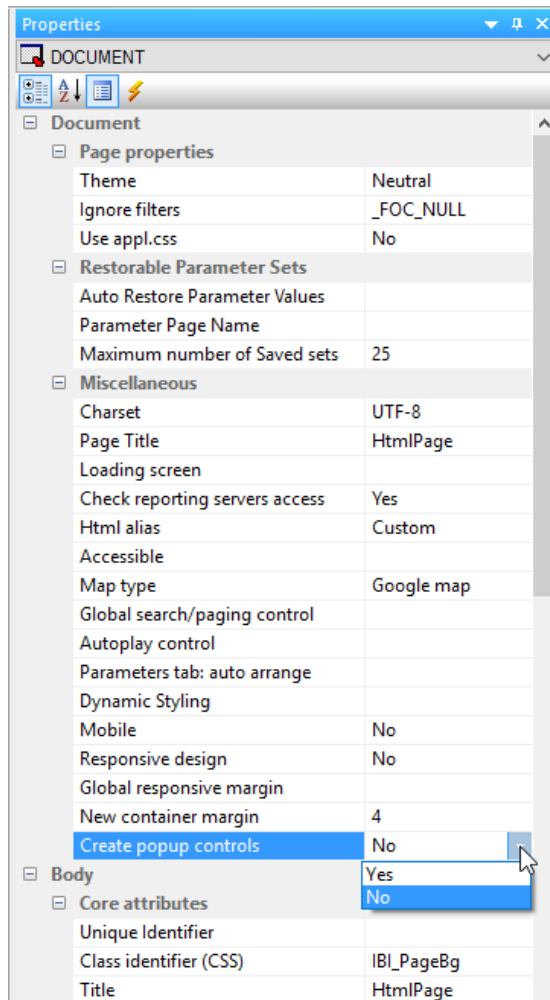 Properties
DOCUMENT
Document
Page properties
Theme Neutral
Ignore filters _FOC_NULL
Use appl.css No
Restorable Parameter Sets
Auto Restore Parameter Values
Parameter Page Name
Maximum number of Saved sets 25
Miscellaneous
Charset UTF-8
Page Title HtmlPage
Loading screen
Check reporting servers access Yes
Html alias Custom
Accessible
Map type Google map
Global search/paging control
Autoplay control
Parameters tab: auto arrange
Dynamic Styling
Mobile No
Responsive design No
Global responsive margin
New container margin 4
Create popup controls No
Yes
Body
No
Core attributes
Unique Identifier
Class identifier (CSS) IBI_PageBg
Title HtmlPage